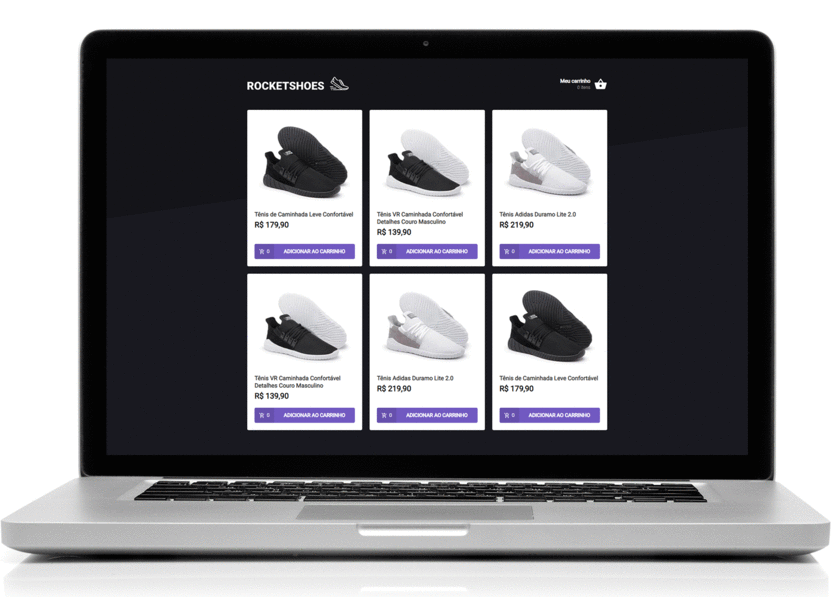 ROCKETSHOES
Meu carrinho
0 itens
Tênis de Caminhada Leve Confortável
R$ 179,90
0 ADICIONAR AO CARRINHO
Tênis VR Caminhada Confortável
Detalhes Couro Masculino
R$ 139,90
0 ADICIONAR AO CARRINHO
Tênis Adidas Duramo Lite 2.0
R$ 219,90
0 ADICIONAR AO CARRINHO
Tênis VR Caminhada Confortável
Detalhes Couro Masculino
R$ 139,90
0 ADICIONAR AO CARRINHO
Tênis Adidas Duramo Lite 2.0
R$ 219,90
0 ADICIONAR AO CARRINHO
Tênis de Caminhada Leve Confortável
R$ 179,90
0 ADICIONAR AO CARRINHO